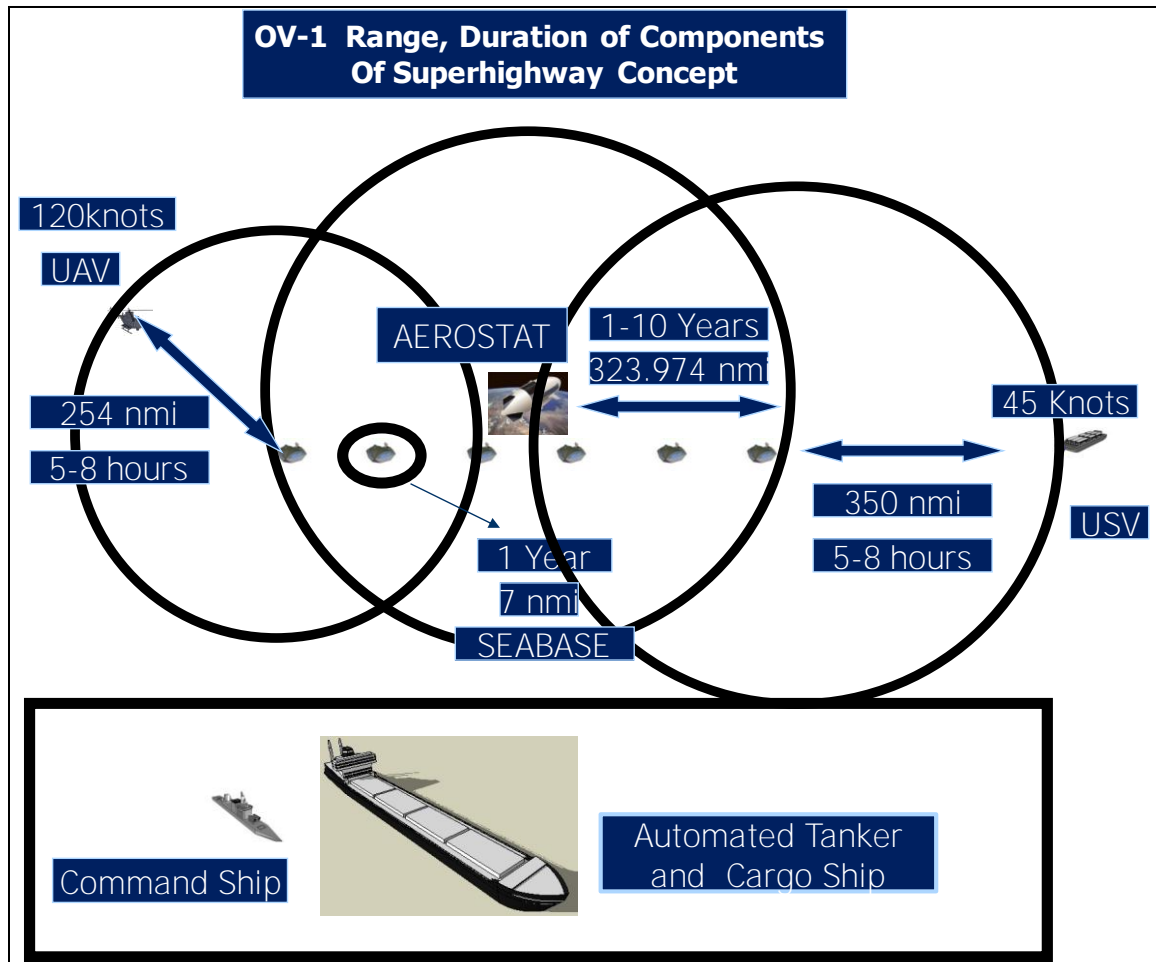 OV-1 Range, Duration of Components
Of Superhighway Concept
120knots
UAV
254 nmi
5-8 hours
AEROSTAT
1-10 Years
323.974 nmi
45 Knots
350 nmi
5-8 hours
USV
1 Year
7 nmi
SEABASE
Command Ship
Automated Tanker
and Cargo Ship